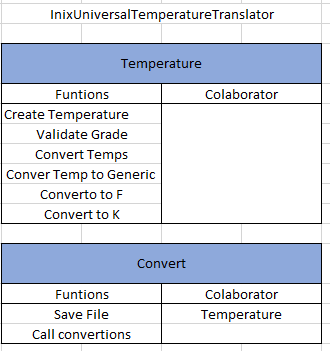 InixUniversalTemperatureTranslator
Temperature
Funtions Colaborator
Create Temperature
Validate Grade
Convert Temps
Conver Temp to Generic
Converto to F
Convert to K
Convert
Funtions Colaborator
Save File Temperature
Call convertions